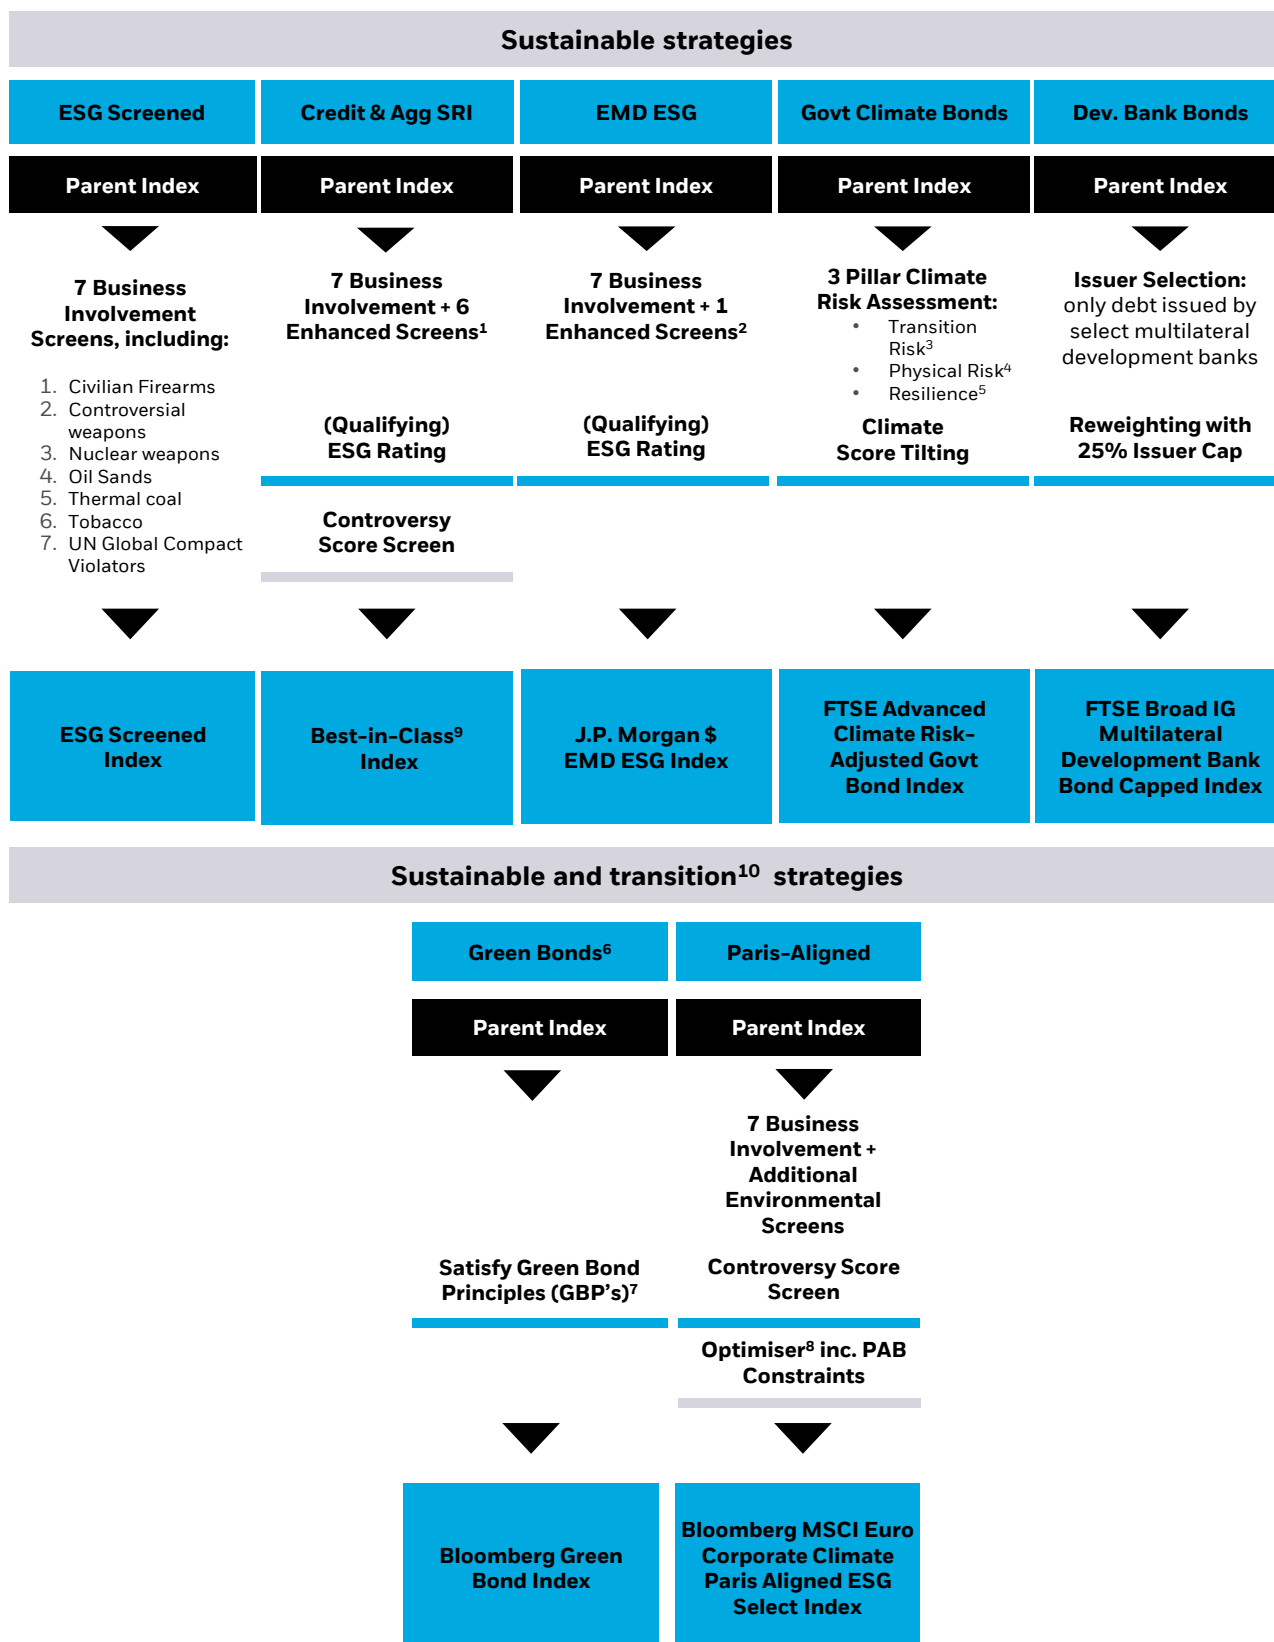 Sustainable strategies
ESG Screened
Credit & Agg SRI
EMD ESG
Govt Climate Bonds
Dev. Bank Bonds
Parent Index
Parent Index
Parent Index
Parent Index
Parent Index
7 Business
Involvement
Screens, including:
1. Civilian Firearms
2. Controversial
weapons
3. Nuclear weapons
4. Oil Sands
5. Thermal coal
6. Tobacco
7. UN Global Compact
Violators
7 Business
Involvement + 6
Enhanced Screens¹
(Qualifying)
ESG Rating
Controversy
Score Screen
7 Business
Involvement + 1
Enhanced Screens²
(Qualifying)
ESG Rating
3 Pillar Climate
Risk Assessment:
• Transition
Risk³
• Physical Risk⁴
• Resilience⁵
Climate
Score Tilting
Issuer Selection:
only debt issued by
select multilateral
development banks
Reweighting with
25% Issuer Cap
ESG Screened
Index
Best-in-Class⁹
Index
J.P. Morgan $
EMD ESG Index
FTSE Advanced
Climate Risk-
Adjusted Govt
Bond Index
FTSE Broad IG
Multilateral
Development Bank
Bond Capped Index
Sustainable and transition¹⁰ strategies
Green Bonds⁶
Paris-Aligned
Parent Index
Parent Index
Satisfy Green Bond
Principles (GBP's)⁷
7 Business
Involvement +
Additional
Environmental
Screens
Controversy Score
Screen
Optimiser⁸ inc. PAB
Constraints
Bloomberg Green
Bond Index
Bloomberg MSCI Euro
Corporate Climate
Paris Aligned ESG
Select Index